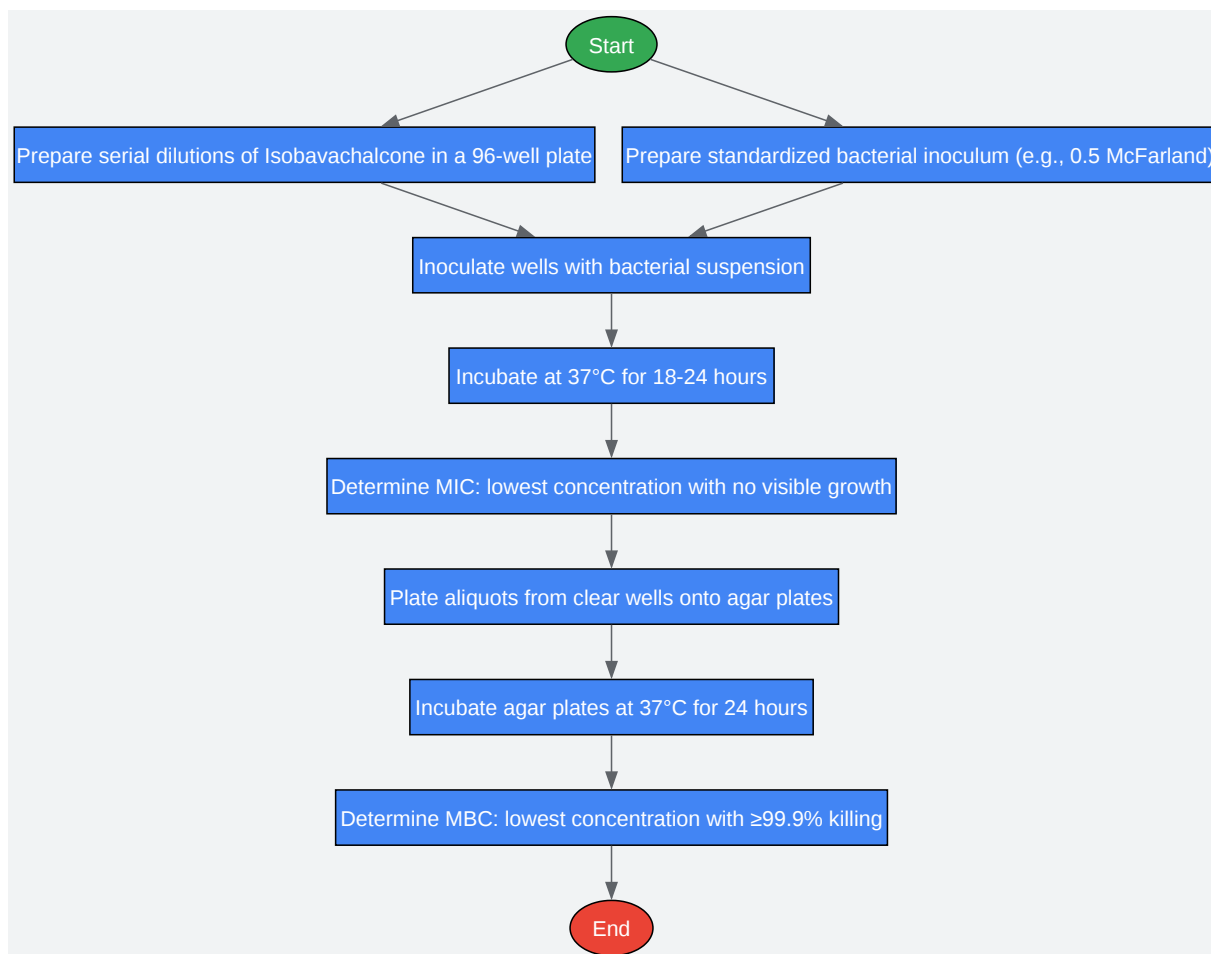 Start
Prepare serial dilutions of Isobavachalcone in a 96-well plate
Prepare standardized bacterial inoculum (e.g., 0.5 McFarland)
Inoculate wells with bacterial suspension
Incubate at 37°C for 18-24 hours
Determine MIC: lowest concentration with no visible growth
Plate aliquots from clear wells onto agar plates
Incubate agar plates at 37°C for 24 hours
Determine MBC: lowest concentration with ≥99.9% killing
End